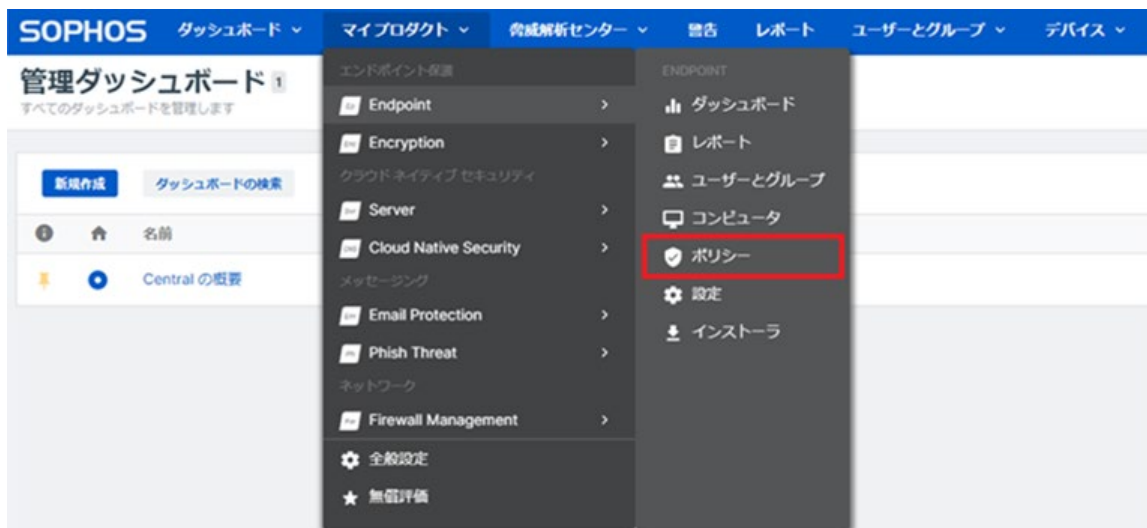 SOPHOS ダッシュボード マイプロダクト 脅威解析センター 警告 レポート ユーザーとグループ デバイス
管理ダッシュボード 1
すべてのダッシュボードを管理します
新規作成 ダッシュボードの検索
名前
Central の概要
エンドポイント保護
Endpoint
Encryption
クラウド ネイティブ セキュリティ
Server
Cloud Native Security
メッセージング
Email Protection
Phish Threat
ネットワーク
Firewall Management
全般設定
無償評価
ENDPOINT
ダッシュボード
レポート
ユーザーとグループ
コンピュータ
ポリシー
設定
インストーラ